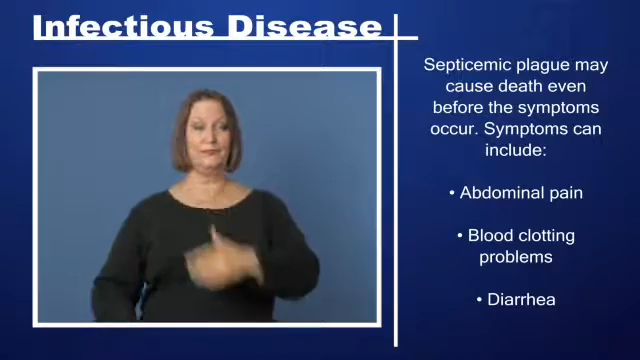 Infectious Disease
Septicemic plague may
cause death even
before the symptoms
occur. Symptoms can
include:
• Abdominal pain
• Blood clotting
problems
• Diarrhea